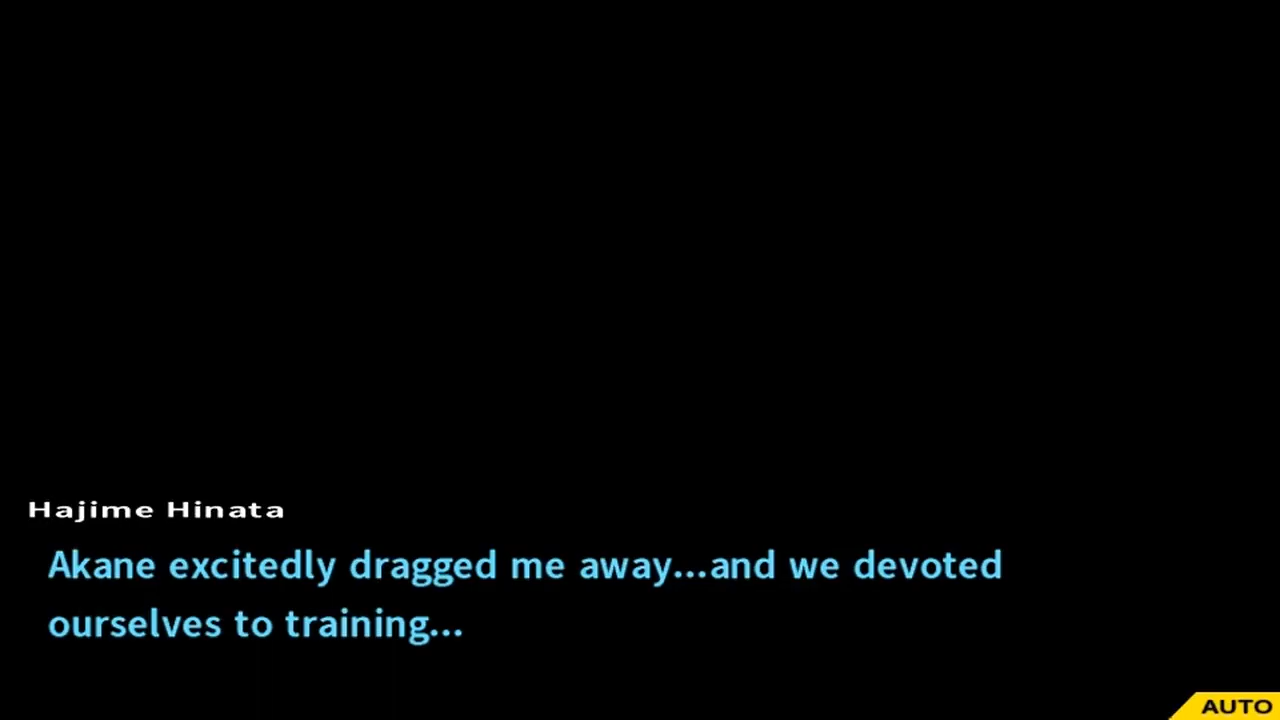 Hajime Hinata
Akane excitedly dragged me away...and we devoted
ourselves to training...
AUTO